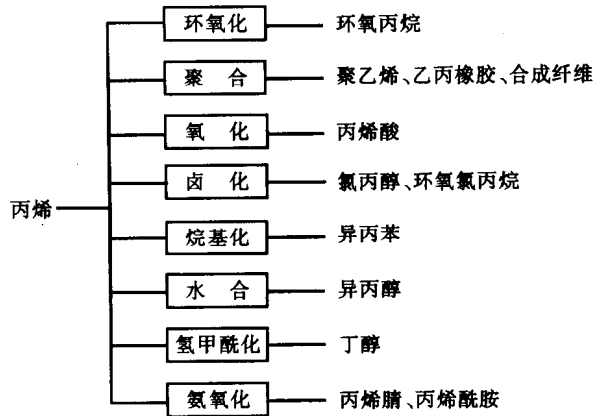 环氧化 环氧丙烷
聚合 聚乙烯、乙丙橡胶、合成纤维
氧化 丙烯酸
卤化 氯丙醇、环氧氯丙烷
丙烯
烷基化 异丙苯
水合 异丙醇
氢甲酰化 丁醇
氨氧化 丙烯腈、丙烯酰胺